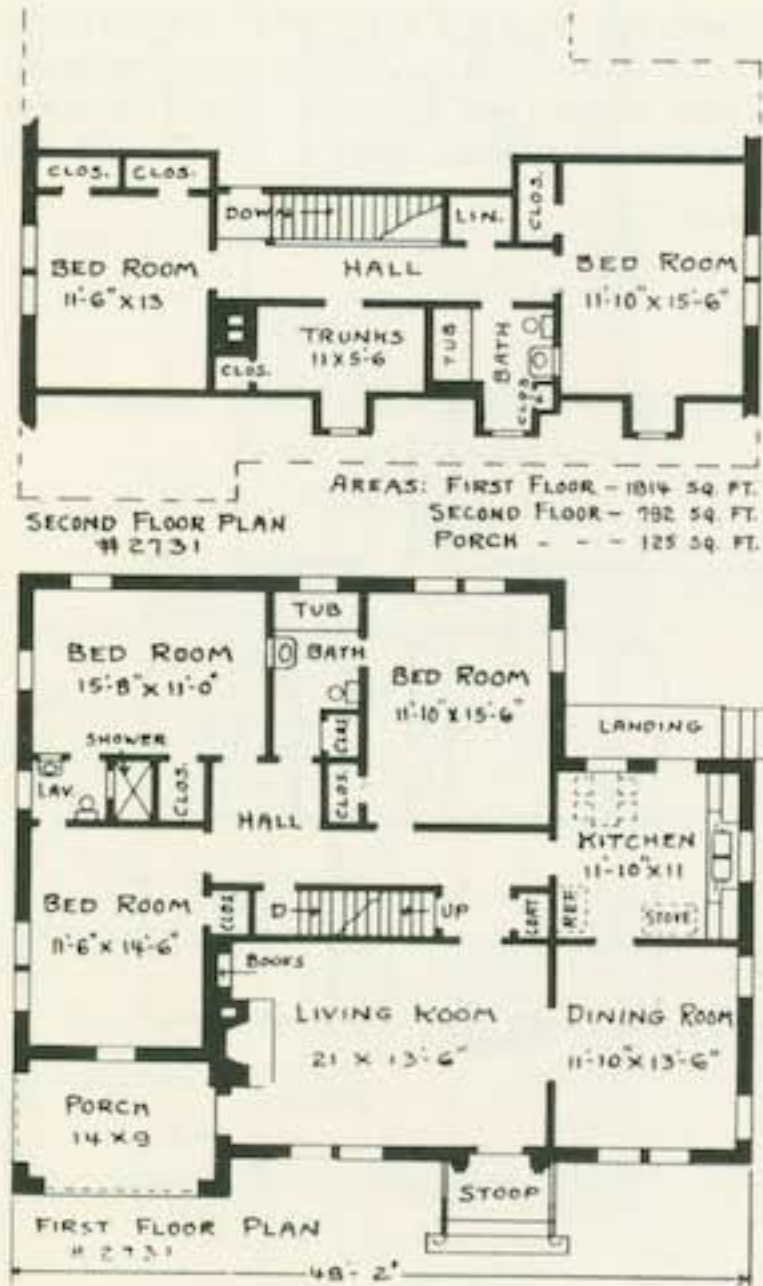 CLOS.
CLOS.
DOWN
LIN.
CLOS.
BED ROOM
11'-6" X 13
HALL
BED ROOM
11'-10" X 15'-6"
TRUNKS
11 X 5-6
TUB
BATH
CLOS.
CLOS.
AREAS: FIRST FLOOR - 1814 SQ. FT.
SECOND FLOOR - 782 SQ. FT.
PORCH - - - 125 SQ. FT.
SECOND FLOOR PLAN
# 2731
TUB
BED ROOM
15'-8" X 11'-0"
BATH
BED ROOM
11'-10" X 15'-6"
LANDING
SHOWER
CLOS.
LAV.
CLOS.
HALL
CLOS.
KITCHEN
11'-10" X 11
BED ROOM
11'-6" X 14'-6"
CLOS
D
UP
COAT
REF.
STOVE
BOOKS
LIVING ROOM
21 X 13'-6"
DINING ROOM
11'-10" X 13'-6"
PORCH
14 X 9
STOOP
FIRST FLOOR PLAN
# 2731
48'-2"